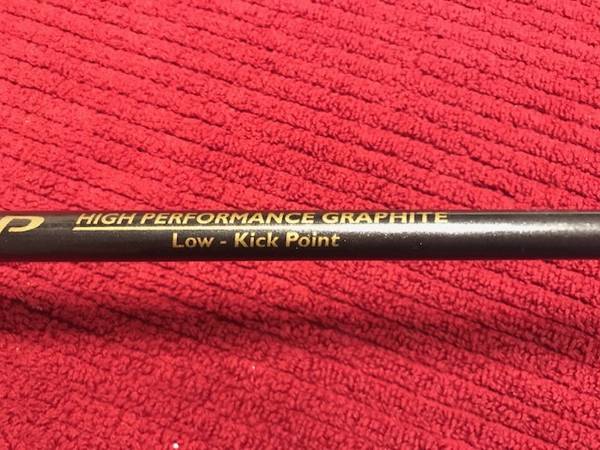 P HIGH PERFORMANCE GRAPHITE
Low - Kick Point